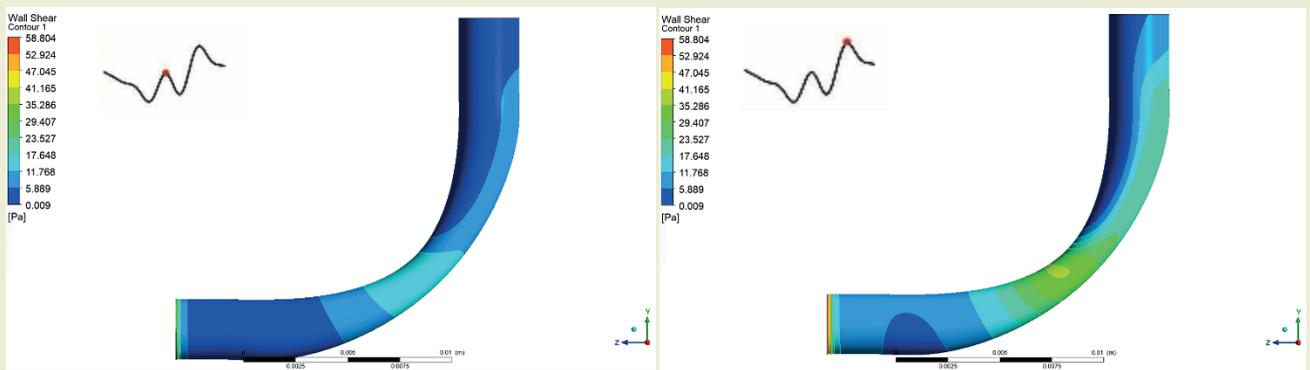 Wall Shear
Contour 1
58.804
52.924
47.045
41.165
35.286
29.407
23.527
17.648
11.768
5.889
0.009
[Pa]
0
0.005
0.01 (m)
0.0025
0.0075
Y
Z
Wall Shear
Contour 1
58.804
52.924
47.045
41.165
35.286
29.407
23.527
17.648
11.768
5.889
0.009
[Pa]
0
0.005
0.01 (m)
0.0025
0.0075
Y
Z